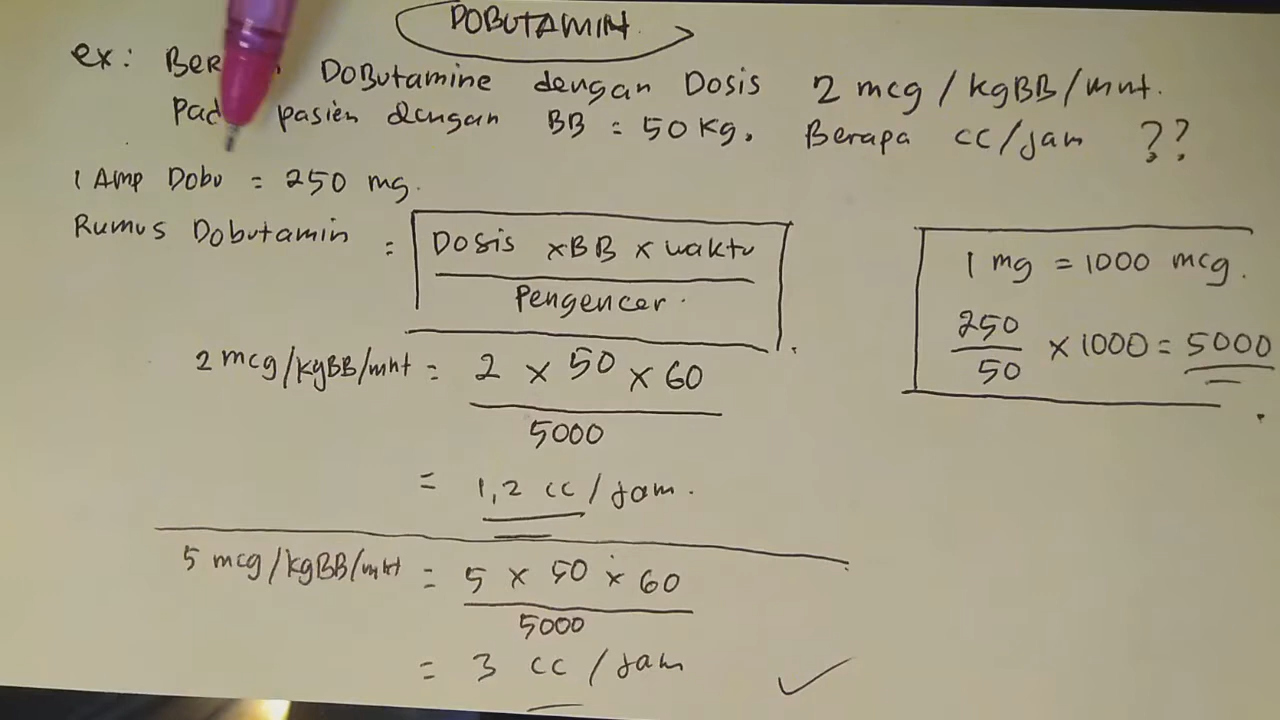 DOBUTAMIN
ex: DOButamine dengan Dosis 2 mcg/kgBB/mnt.
pasien dengan BB = 50 Kg. Berapa cc/jam ??
1 Amp Dobu = 250 mg.
Rumus Dobutamin = Dosis x BB x waktu
Pengencer.
1 mg = 1000 mcg.
250
50
x 1000 = 5000
2 mcg/kgBB/mnt = 2 x 50 x 60
5000
= 1,2 cc/jam.
5 mcg/kgBB/mnt = 5 x 50 x 60
5000
= 3 cc/jam